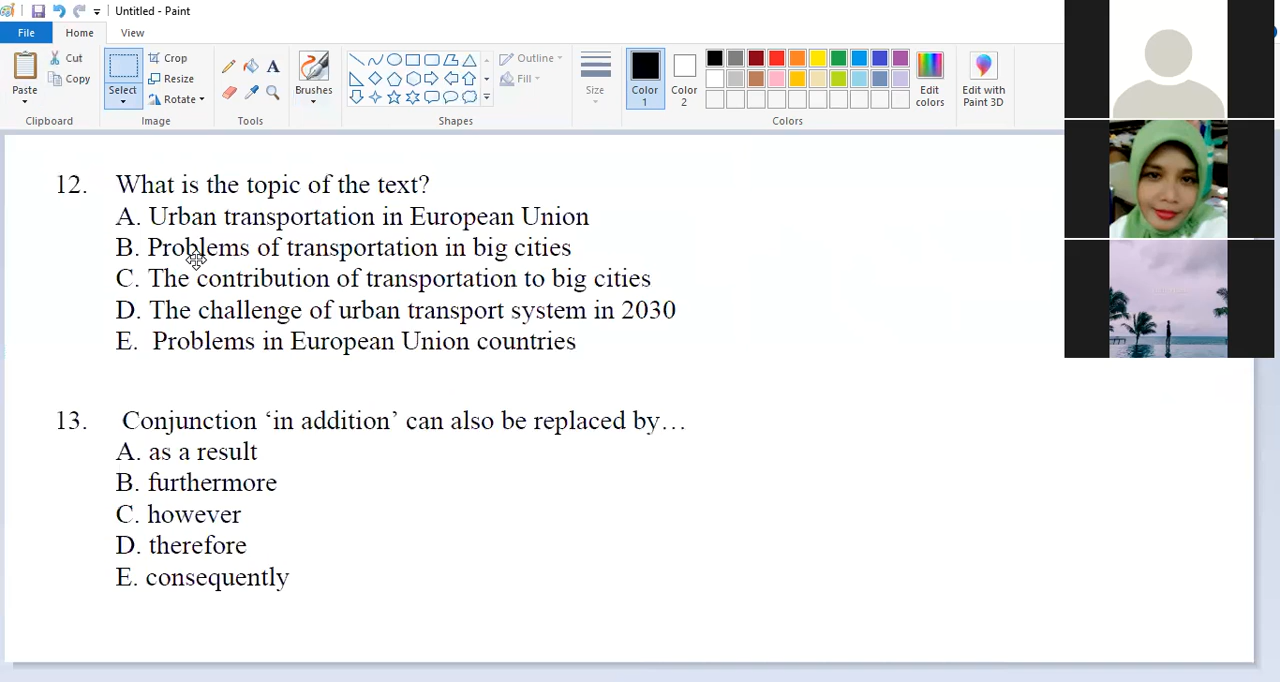 Untitled - Paint
File Home View
Paste
Cut
Copy
Clipboard
Select
Crop
Resize
Rotate
Image
A
Tools
Brushes
Outline
Fill
Shapes
Size
Color 1
Color 2
Edit colors
Colors
Edit with Paint 3D
12. What is the topic of the text?
A. Urban transportation in European Union
B. Problems of transportation in big cities
C. The contribution of transportation to big cities
D. The challenge of urban transport system in 2030
E. Problems in European Union countries
13. Conjunction ‘in addition’ can also be replaced by…
A. as a result
B. furthermore
C. however
D. therefore
E. consequently